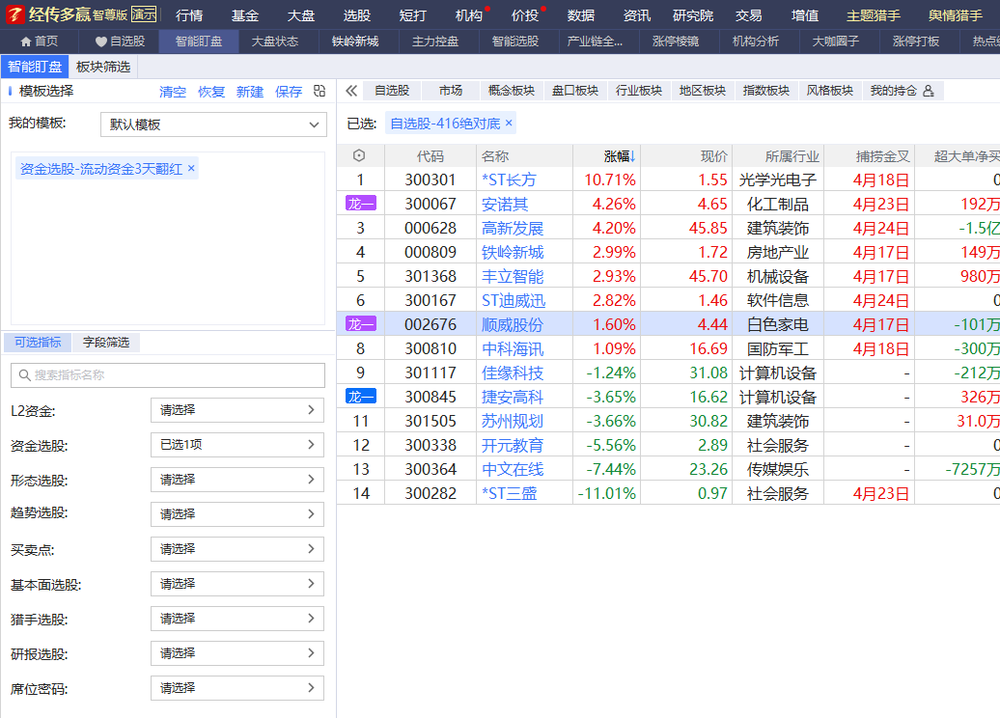 经传多赢 智尊版 演示 行情 基金 大盘 选股 短打 机构 价投 数据 资讯 研究院 交易 增值 主题猎手 舆情猎手
首页 自选股 智能盯盘 大盘状态 铁岭新城 主力控盘 智能选股 产业链全... 涨停棱镜 机构分析 大咖圈子 涨停打板 热点
智能盯盘 板块筛选
模板选择 清空 恢复 新建 保存
自选股 市场 概念板块 盘口板块 行业板块 地区板块 指数板块 风格板块 我的持仓
我的模板: 默认模板
已选: 自选股-416绝对底 ×
资金选股-流动资金3天翻红 ×
代码 名称 涨幅↓ 现价 所属行业 捕捞金叉 超大单净买
1 300301 *ST长方 10.71% 1.55 光学光电子 4月18日 0
龙一 300067 安诺其 4.26% 4.65 化工制品 4月23日 192万
3 000628 高新发展 4.20% 45.85 建筑装饰 4月24日 -1.5亿
4 000809 铁岭新城 2.99% 1.72 房地产业 4月17日 149万
5 301368 丰立智能 2.93% 45.70 机械设备 4月17日 980万
6 300167 ST迪威迅 2.82% 1.46 软件信息 4月24日 0
龙一 002676 顺威股份 1.60% 4.44 白色家电 4月17日 -101万
8 300810 中科海讯 1.09% 16.69 国防军工 4月18日 -300万
9 301117 佳缘科技 -1.24% 31.08 计算机设备 - -212万
龙一 300845 捷安高科 -3.65% 16.62 计算机设备 - 326万
11 301505 苏州规划 -3.66% 30.82 建筑装饰 - 31.0万
12 300338 开元教育 -5.56% 2.89 社会服务 - 0
13 300364 中文在线 -7.44% 23.26 传媒娱乐 - -7257万
14 300282 *ST三盛 -11.01% 0.97 社会服务 4月23日 0
可选指标 字段筛选
搜索指标名称
L2资金: 请选择
资金选股: 已选1项
形态选股: 请选择
趋势选股: 请选择
买卖点: 请选择
基本面选股: 请选择
猎手选股: 请选择
研报选股: 请选择
席位密码: 请选择